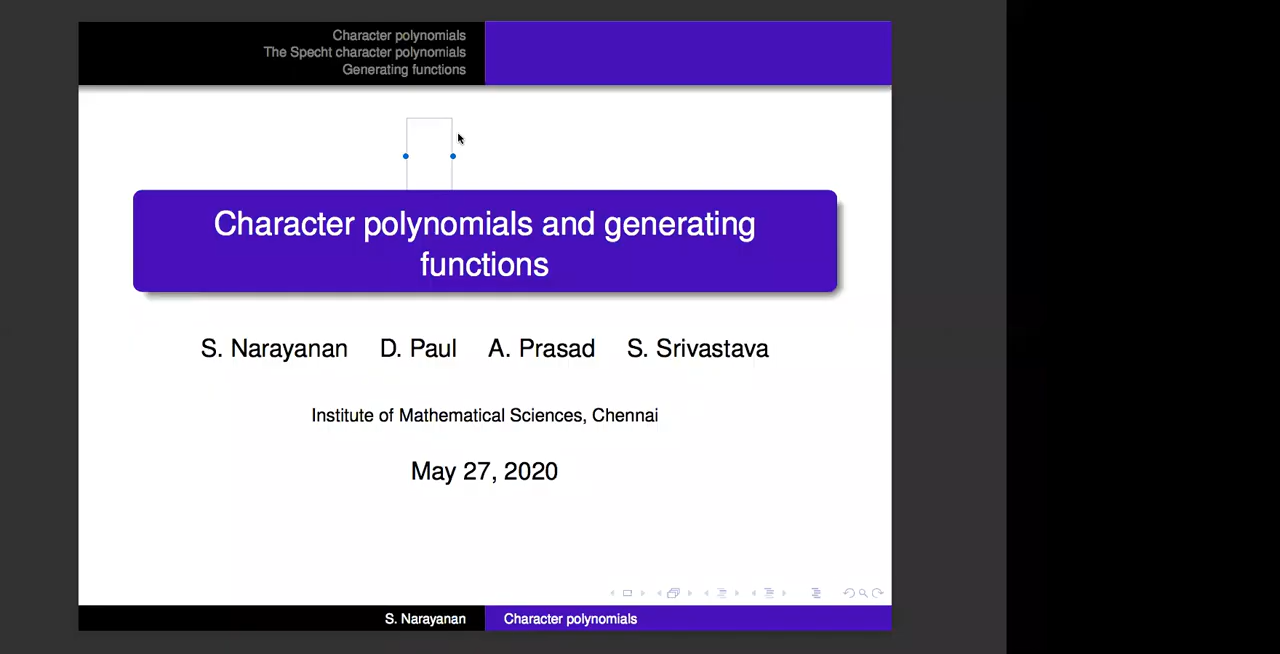 Character polynomials
The Specht character polynomials
Generating functions
Character polynomials and generating
functions
S. Narayanan D. Paul A. Prasad S. Srivastava
Institute of Mathematical Sciences, Chennai
May 27, 2020
S. Narayanan Character polynomials